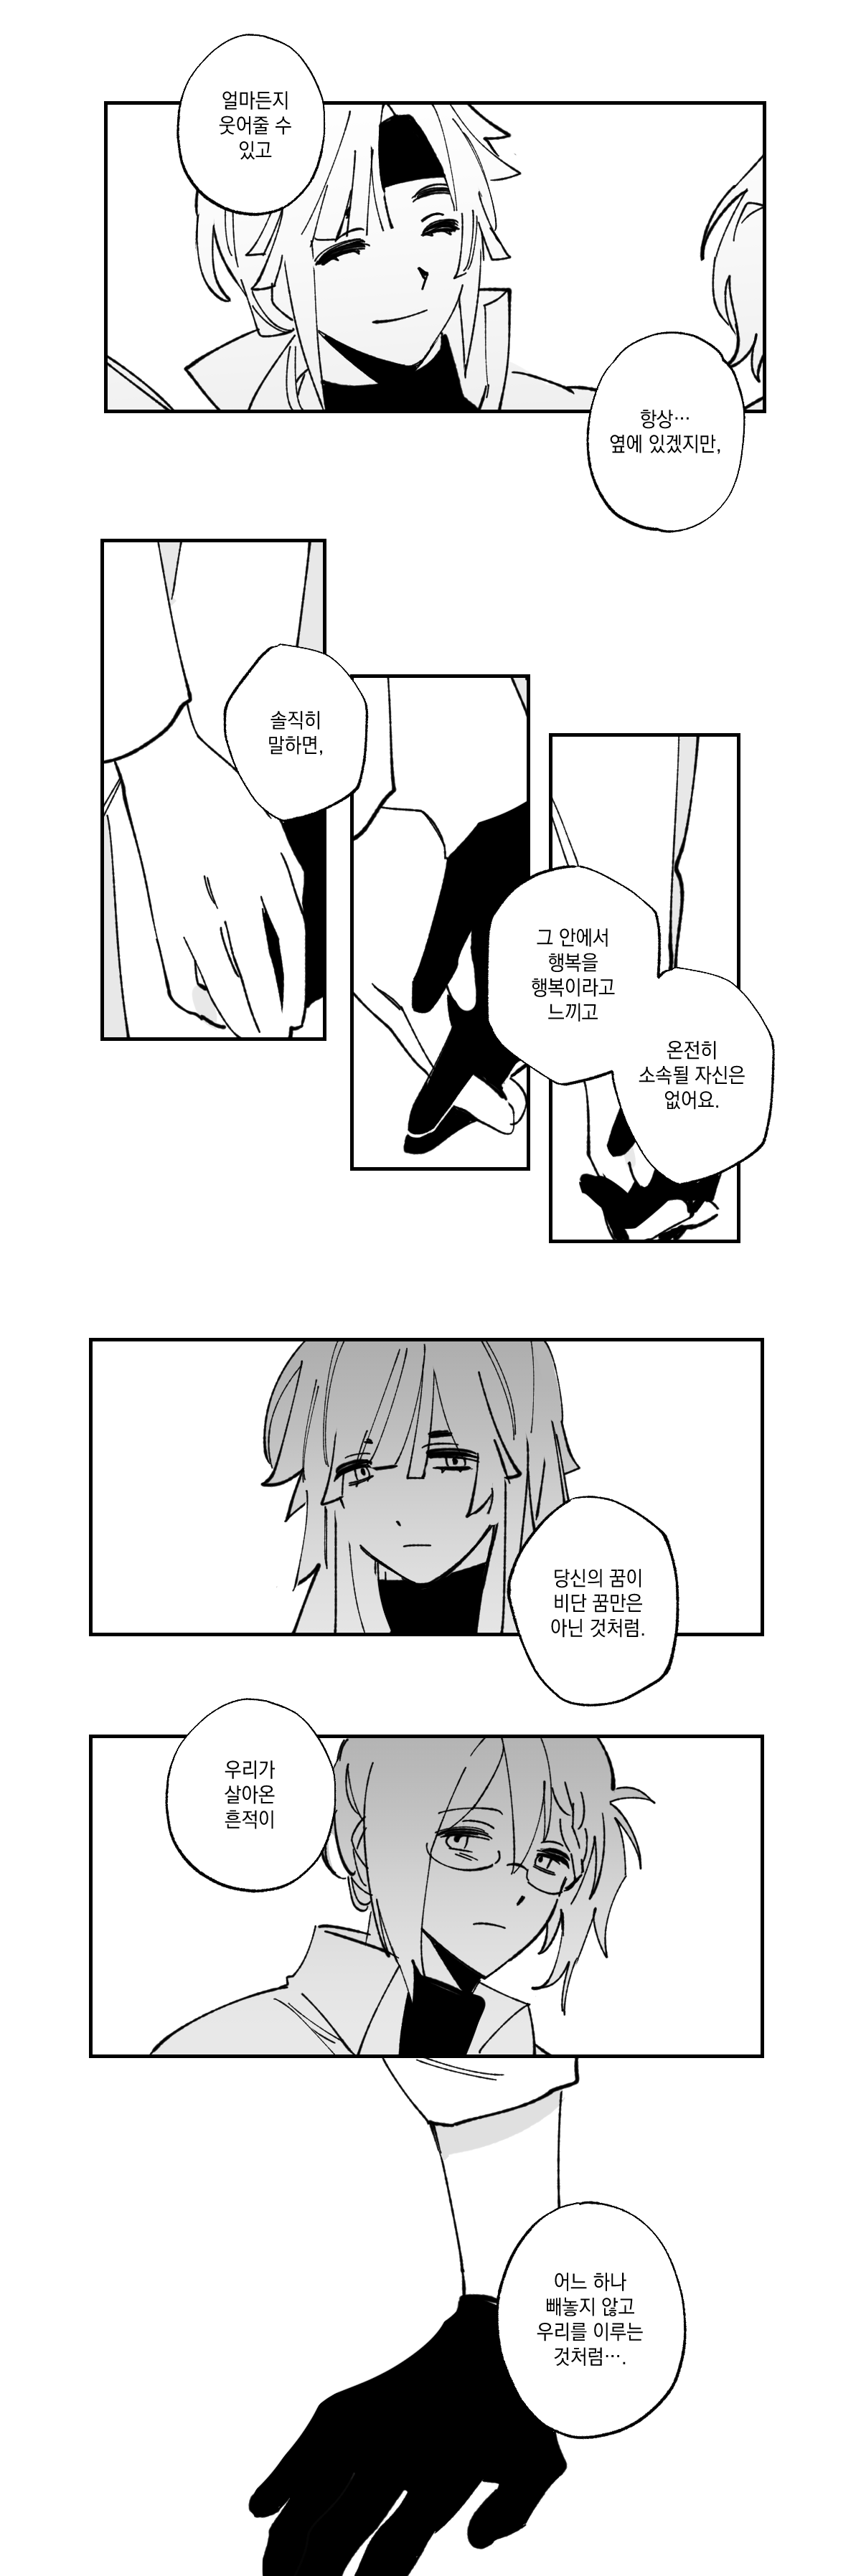 얼마든지
웃어줄 수
있고
항상…
옆에 있겠지만,
솔직히
말하면,
그 안에서
행복을
행복이라고
느끼고
온전히
소속될 자신은
없어요.
당신의 꿈이
비단 꿈만은
아닌 것처럼.
우리가
살아온
흔적이
어느 하나
빼놓지 않고
우리를 이루는
것처럼….